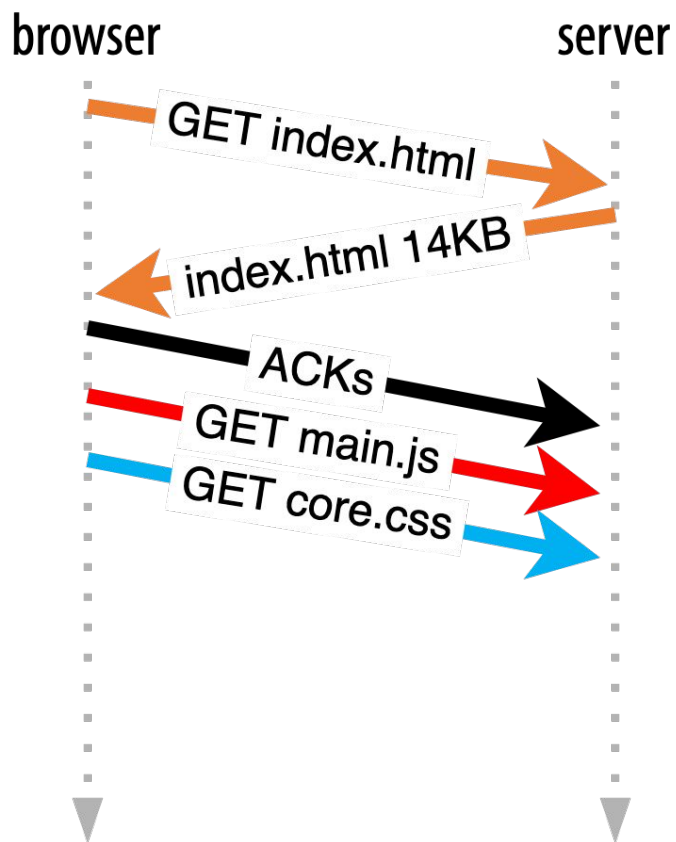 browser
server
GET index.html
index.html 14KB
ACKs
GET main.js
GET core.css